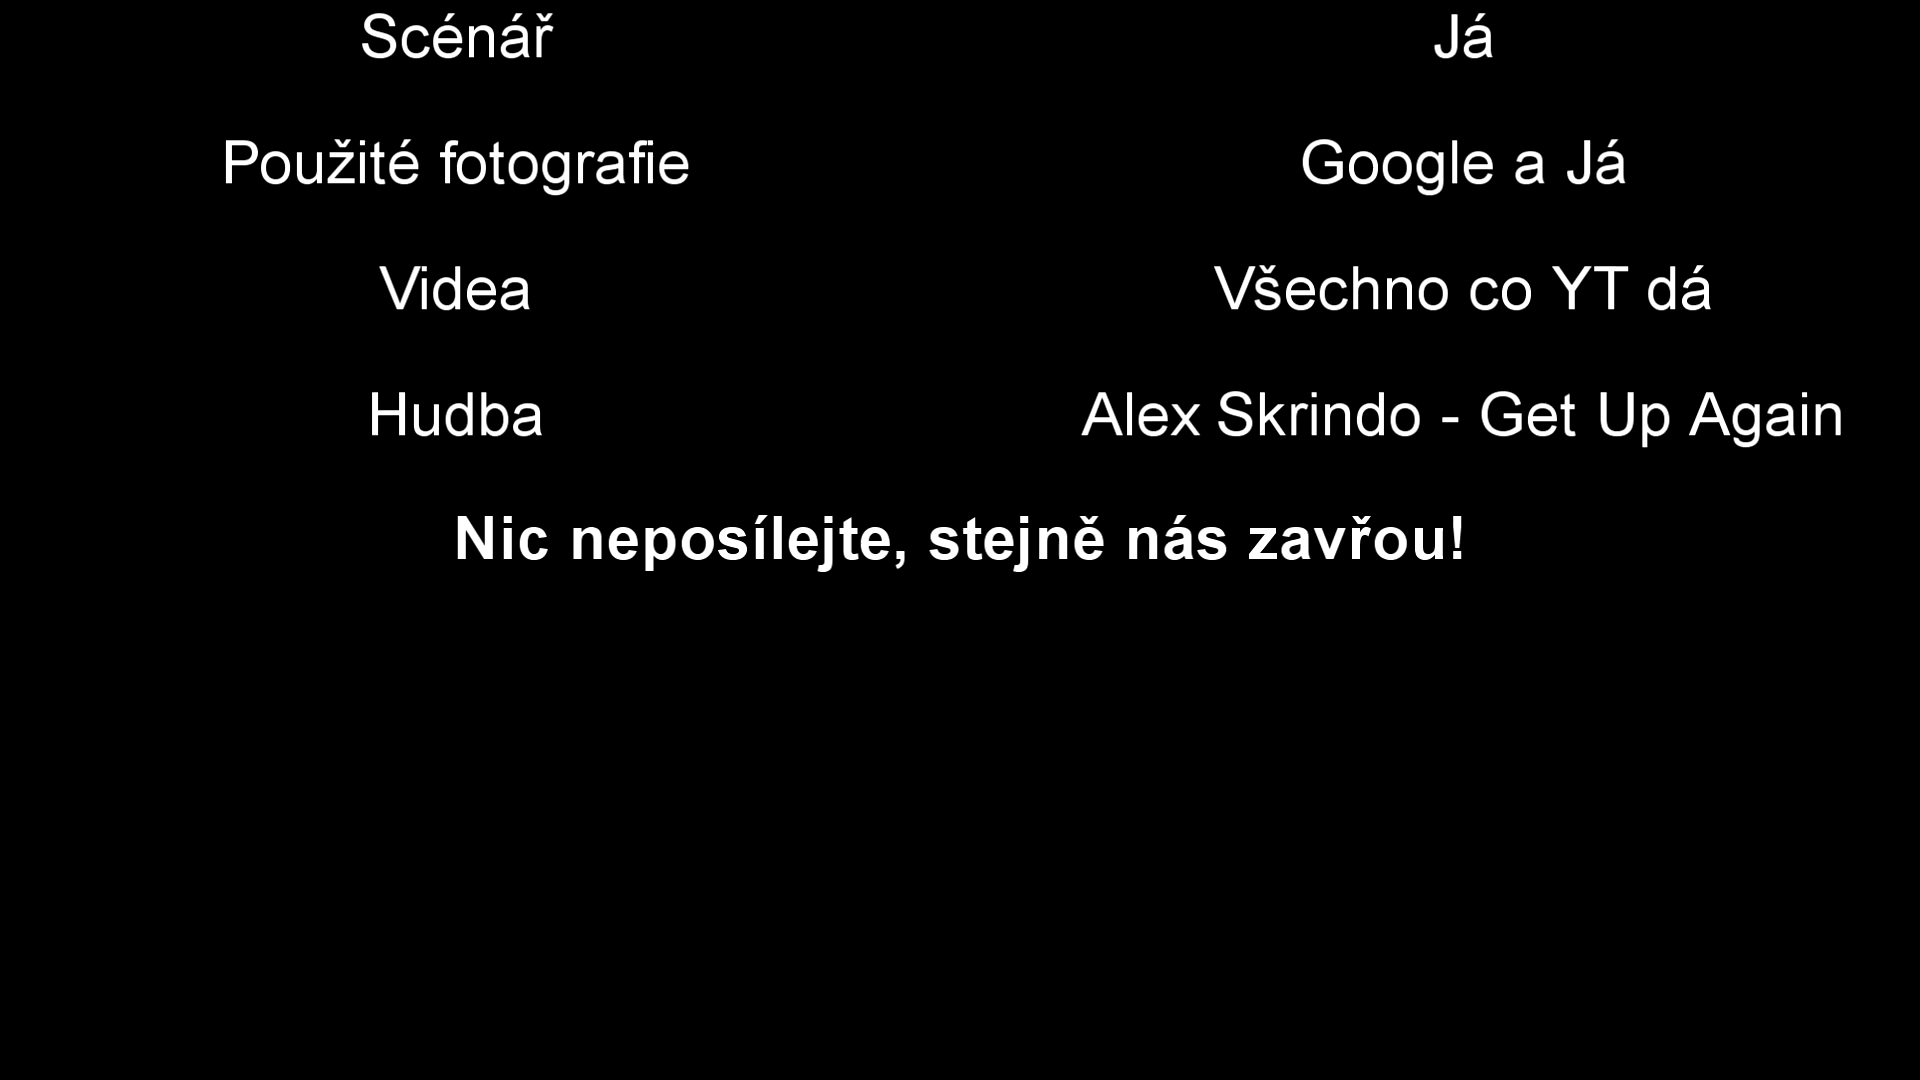 Scénář Já
Použité fotografie Google a Já
Videa Všechno co YT dá
Hudba Alex Skrindo - Get Up Again
Nic neposílejte, stejně nás zavřou!